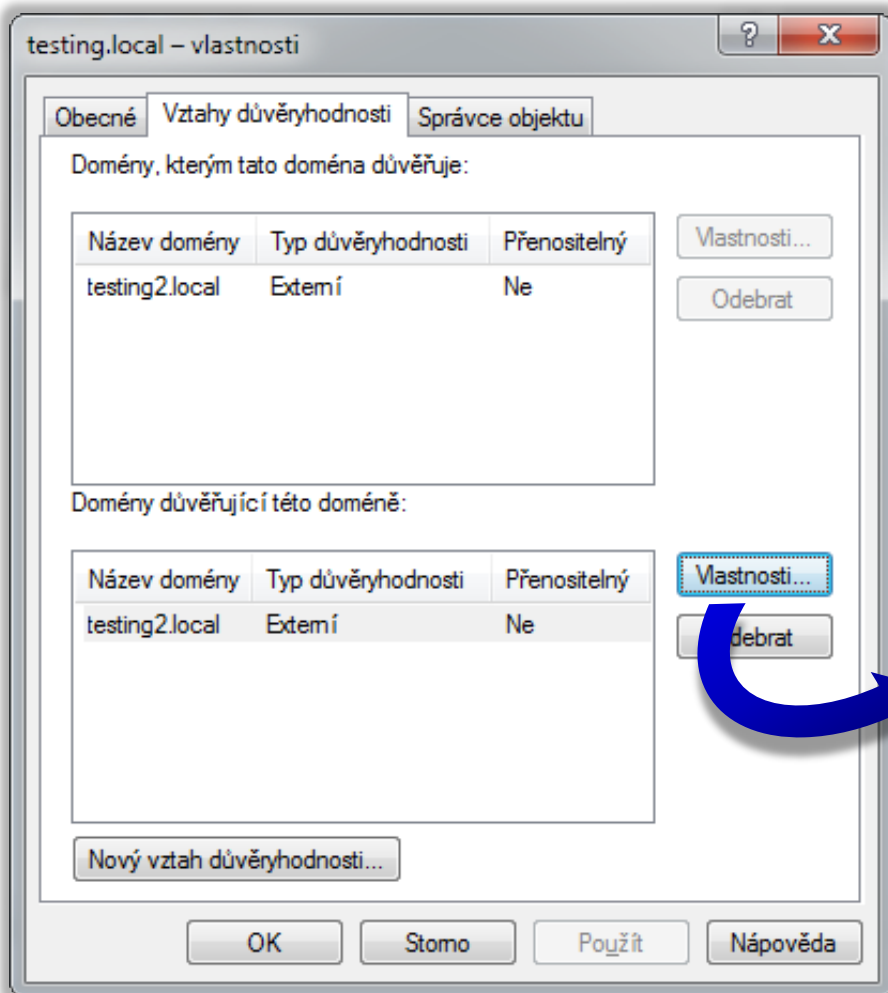 testing.local – vlastnosti
Obecné Vztahy důvěryhodnosti Správce objektu
Domény, kterým tato doména důvěřuje:
Název domény Typ důvěryhodnosti Přenositelný Vlastnosti...
testing2.local Externí Ne Odebrat
Domény důvěřující této doméně:
Název domény Typ důvěryhodnosti Přenositelný Vlastnosti...
testing2.local Externí Ne debrat
Nový vztah důvěryhodnosti...
OK Storno Použít Nápověda